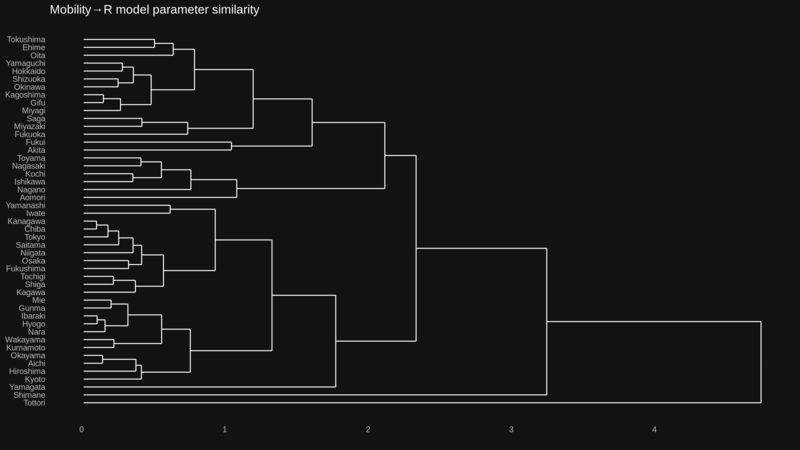 Mobility→R model parameter similarity
Tokushima
Ehime
Oita
Yamaguchi
Hokkaido
Shizuoka
Okinawa
Kagoshima
Gifu
Miyagi
Saga
Miyazaki
Fukuoka
Fukui
Akita
Toyama
Nagasaki
Kochi
Ishikawa
Nagano
Aomori
Yamanashi
Iwate
Kanagawa
Chiba
Tokyo
Saitama
Niigata
Osaka
Fukushima
Tochigi
Shiga
Kagawa
Mie
Gunma
Ibaraki
Hyogo
Nara
Wakayama
Kumamoto
Okayama
Aichi
Hiroshima
Kyoto
Yamagata
Shimane
Tottori
0 1 2 3 4